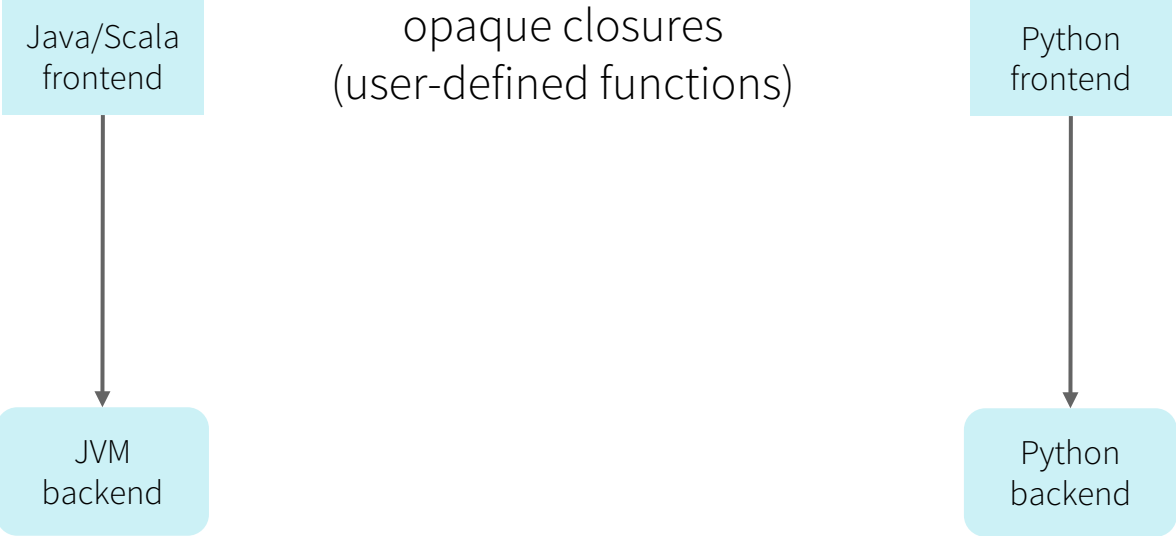 Java/Scala
frontend
opaque closures
(user-defined functions)
Python
frontend
JVM
backend
Python
backend